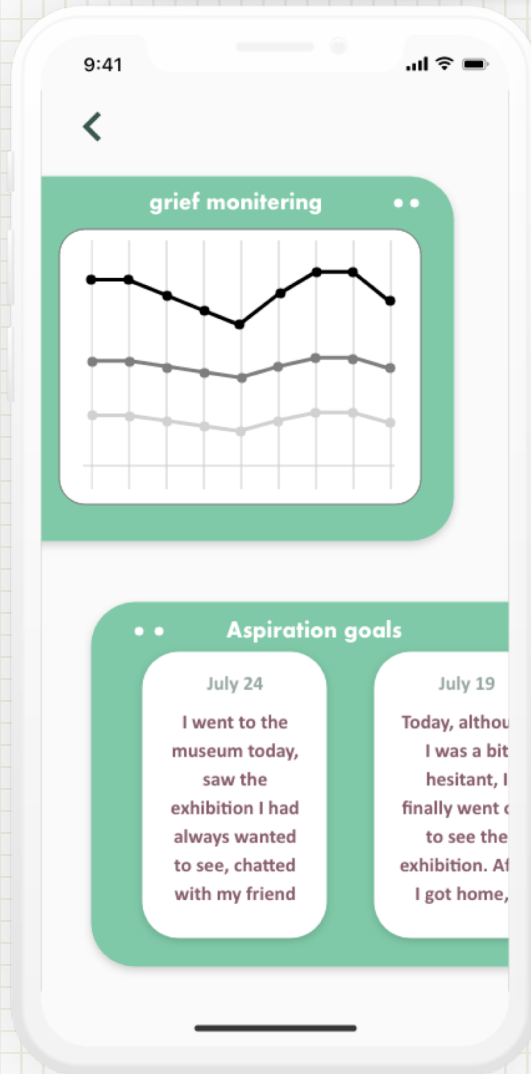 9:41
grief monitering
Aspiration goals
July 24
I went to the
museum today,
saw the
exhibition I had
always wanted
to see, chatted
with my friend
July 19
Today, althou
I was a bit
hesitant, I
finally went
to see the
exhibition. Af
I got home,